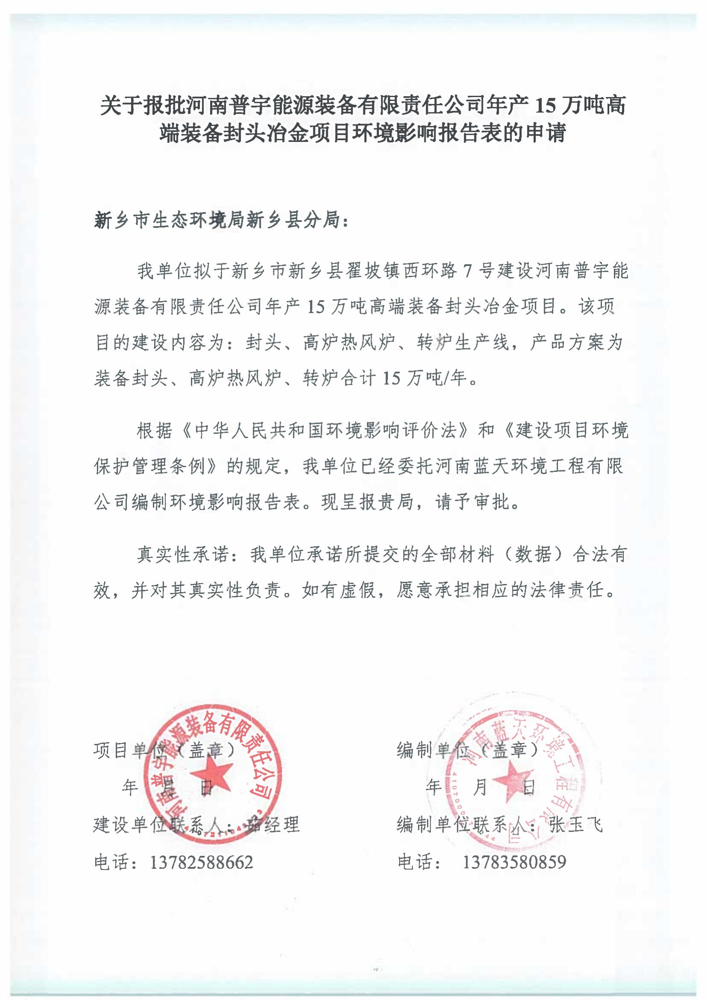 关于报批河南普宇能源装备有限责任公司年产 15 万吨高
端装备封头冶金项目环境影响报告表的申请
新乡市生态环境局新乡县分局：
我单位拟于新乡市新乡县翟坡镇西环路 7 号建设河南普宇能
源装备有限责任公司年产 15 万吨高端装备封头冶金项目。该项
目的建设内容为：封头、高炉热风炉、转炉生产线，产品方案为
装备封头、高炉热风炉、转炉合计 15 万吨/年。
根据《中华人民共和国环境影响评价法》和《建设项目环境
保护管理条例》的规定，我单位已经委托河南蓝天环境工程有限
公司编制环境影响报告表。现呈报贵局，请予审批。
真实性承诺：我单位承诺所提交的全部材料（数据）合法有
效，并对其真实性负责。如有虚假，愿意承担相应的法律责任。
河南普宇能源装备有限责任公司
河南蓝天环境工程有限公司
项目单位（盖章）
编制单位（盖章）
年 月 日
年 月 日
建设单位联系人： 经理
编制单位联系人：张玉飞
电话：13782588662
电话： 13783580859